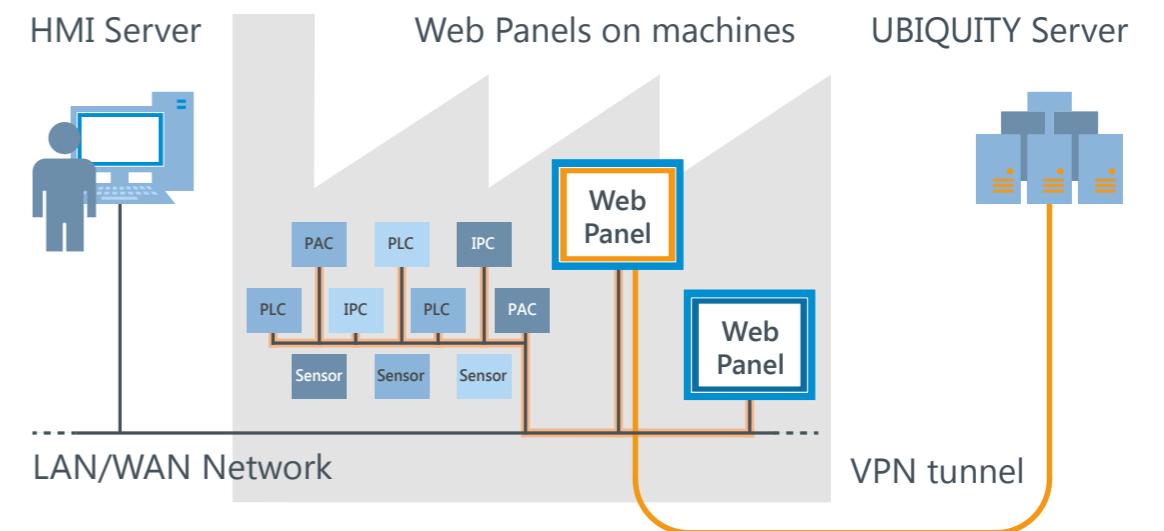 HMI Server
Web Panels on machines
UBIQUITY Server
Web
Panel
PAC
PLC
IPC
PLC
IPC
PLC
PAC
Web
Panel
Sensor
Sensor
Sensor
LAN/WAN Network
VPN tunnel